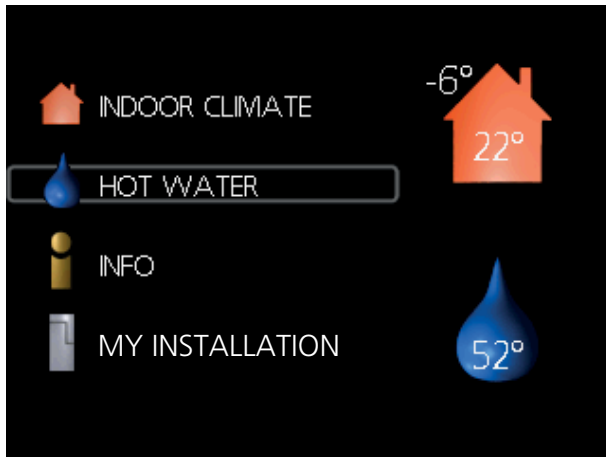 INDOOR CLIMATE
HOT WATER
INFO
MY INSTALLATION
-6°
22°
52°